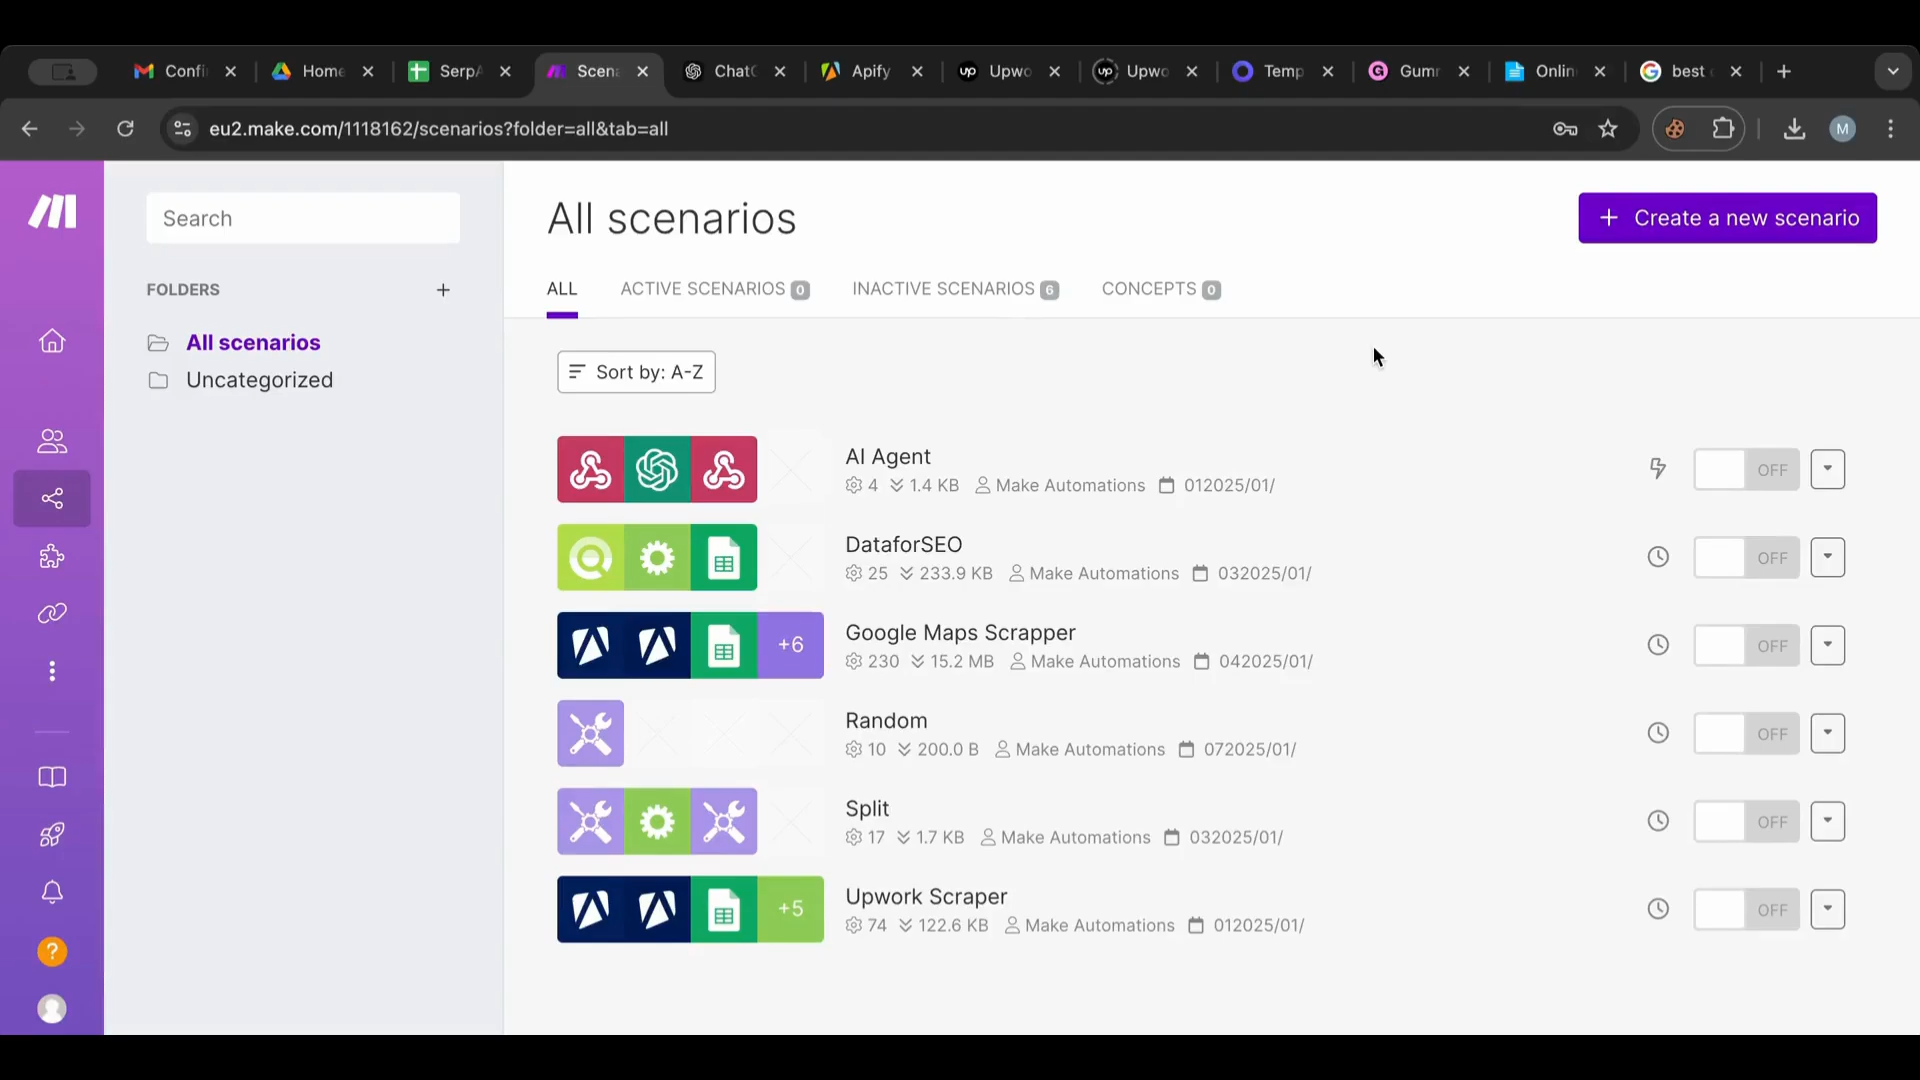 Confi
Home
SerpA
Scena
ChatG
Apify
Upwo
Upwo
Temp
Gumr
Onlin
best
eu2.make.com/1118162/scenarios?folder=all&tab=all
M
Search
FOLDERS
All scenarios
Uncategorized
All scenarios
+ Create a new scenario
ALL
ACTIVE SCENARIOS 0
INACTIVE SCENARIOS 6
CONCEPTS 0
Sort by: A-Z
AI Agent
4 1.4 KB Make Automations 012025/01/
OFF
DataforSEO
25 233.9 KB Make Automations 032025/01/
OFF
+6
Google Maps Scrapper
230 15.2 MB Make Automations 042025/01/
OFF
Random
10 200.0 B Make Automations 072025/01/
OFF
Split
17 1.7 KB Make Automations 032025/01/
OFF
+5
Upwork Scraper
74 122.6 KB Make Automations 012025/01/
OFF
?